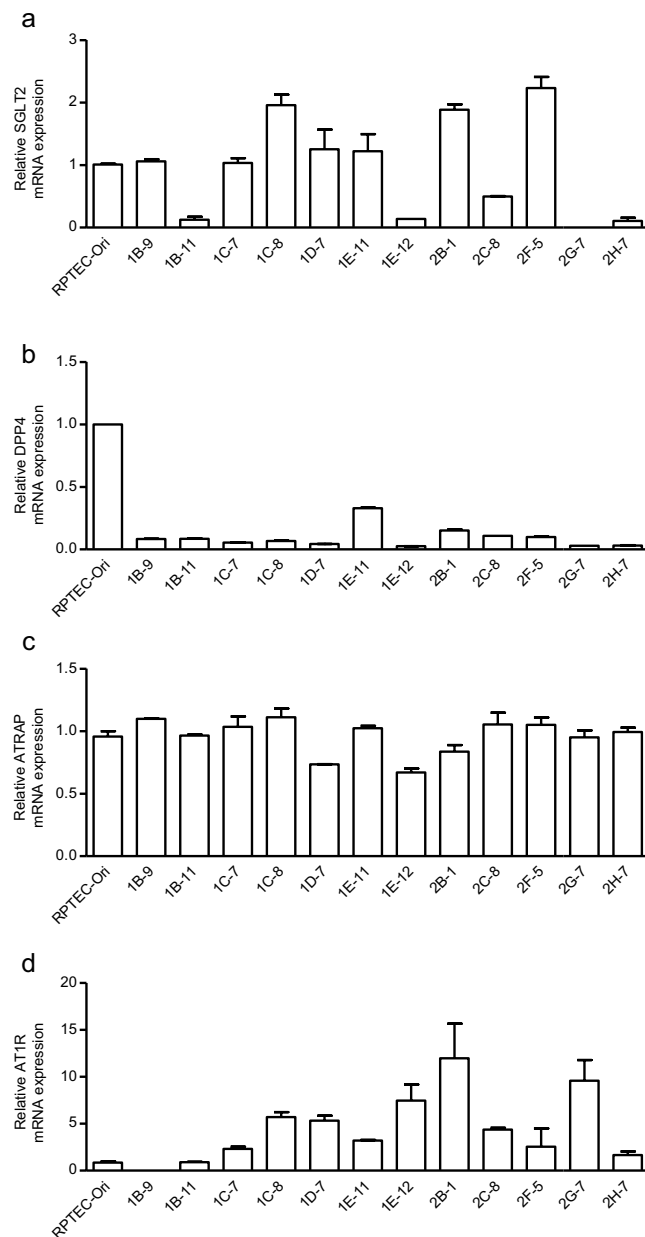 a
Relative SGLT2
mRNA expression
3
2
1
0
RPTEC-Ori
1B-9
1B-11
1C-7
1C-8
1D-7
1E-11
1E-12
2B-1
2C-8
2F-5
2G-7
2H-7
b
Relative DPP4
mRNA expression
1.5
1.0
0.5
0.0
RPTEC-Ori
1B-9
1B-11
1C-7
1C-8
1D-7
1E-11
1E-12
2B-1
2C-8
2F-5
2G-7
2H-7
c
Relative ATRAP
mRNA expression
1.5
1.0
0.5
0.0
RPTEC-Ori
1B-9
1B-11
1C-7
1C-8
1D-7
1E-11
1E-12
2B-1
2C-8
2F-5
2G-7
2H-7
d
Relative AT1R
mRNA expression
20
15
10
5
0
RPTEC-Ori
1B-9
1B-11
1C-7
1C-8
1D-7
1E-11
1E-12
2B-1
2C-8
2F-5
2G-7
2H-7